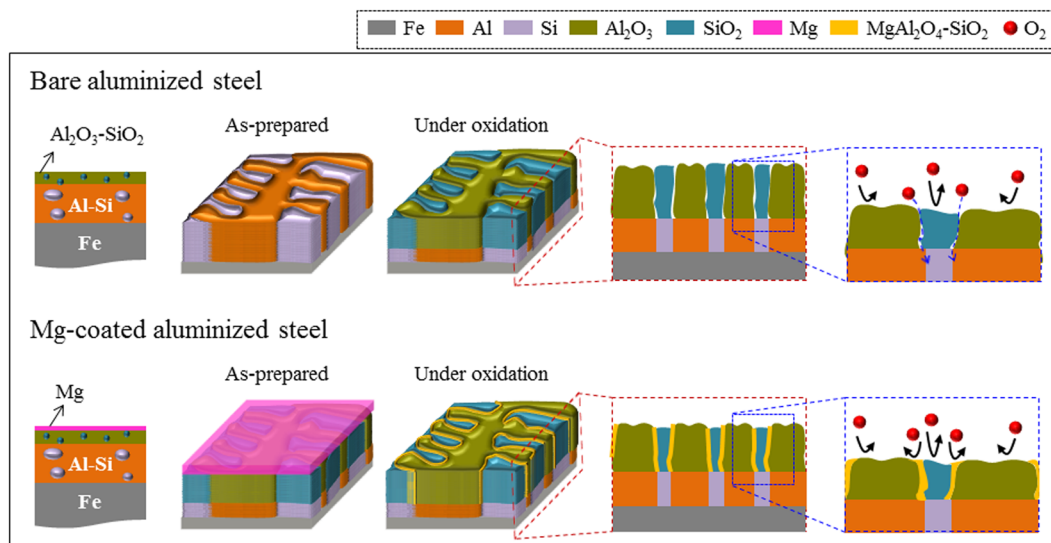 Fe Al Si Al₂O₃ SiO₂ Mg MgAl₂O₄-SiO₂ O₂
Bare aluminized steel
Al₂O₃-SiO₂
As-prepared
Under oxidation
Al-Si
Fe
Mg-coated aluminized steel
Mg
As-prepared
Under oxidation
Al-Si
Fe